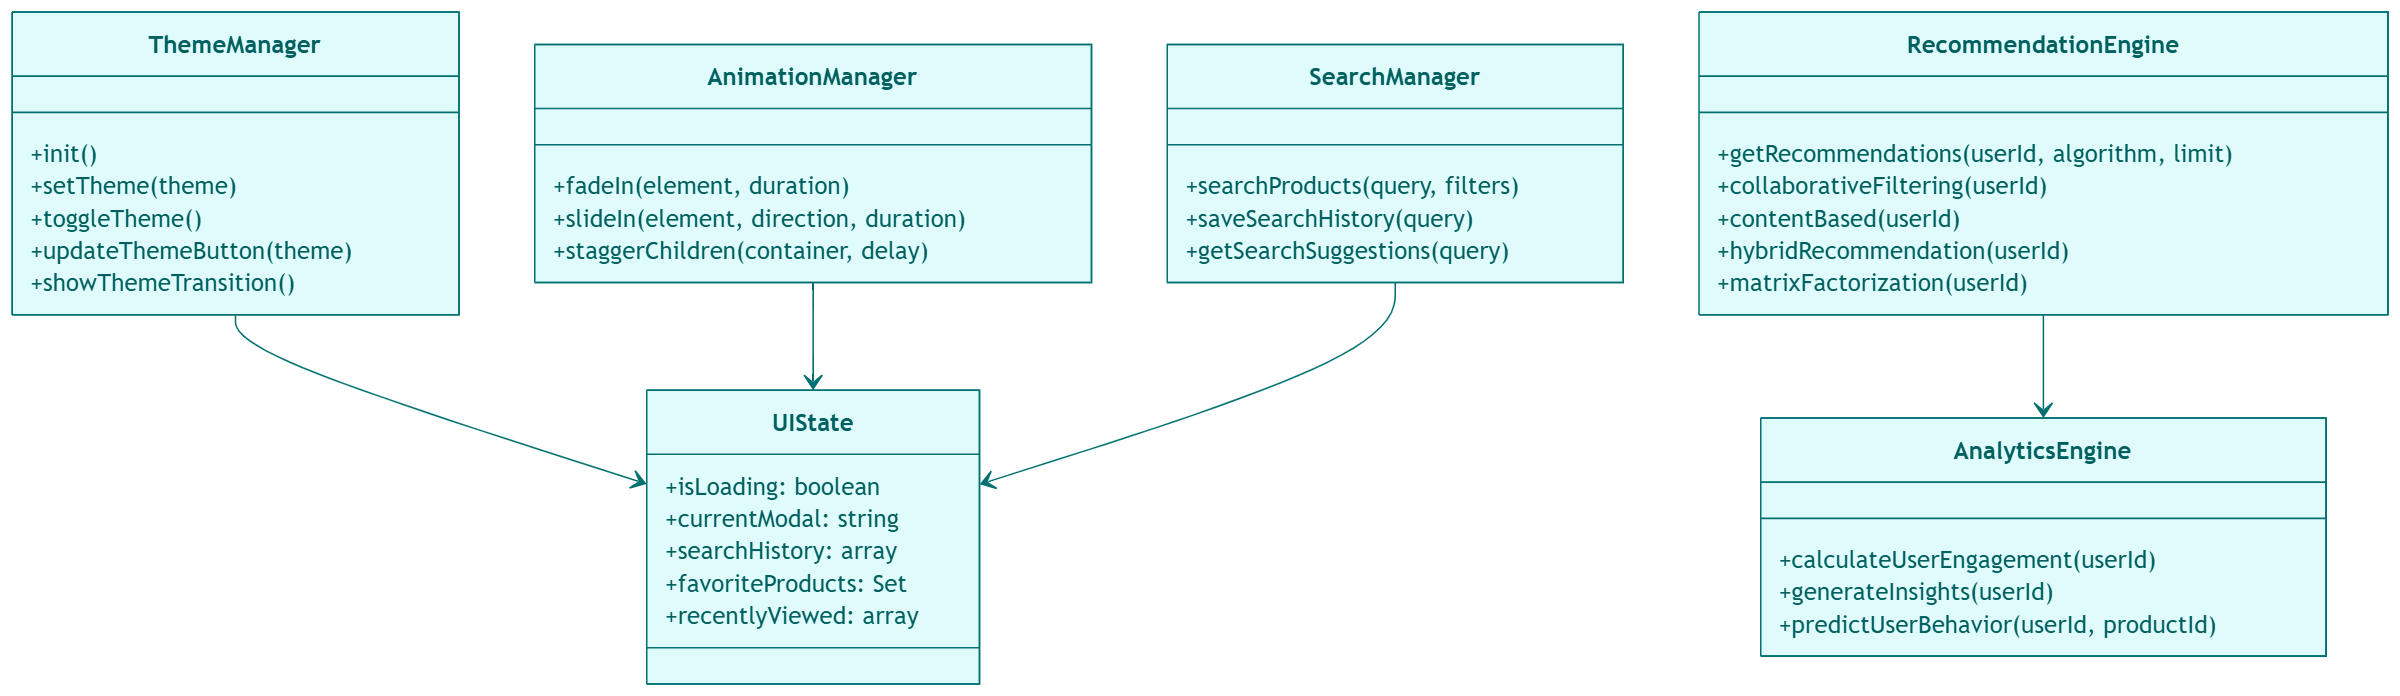 ThemeManager
+init()
+setTheme(theme)
+toggleTheme()
+updateThemeButton(theme)
+showThemeTransition()
AnimationManager
+fadeIn(element, duration)
+slideIn(element, direction, duration)
+staggerChildren(container, delay)
SearchManager
+searchProducts(query, filters)
+saveSearchHistory(query)
+getSearchSuggestions(query)
RecommendationEngine
+getRecommendations(userId, algorithm, limit)
+collaborativeFiltering(userId)
+contentBased(userId)
+hybridRecommendation(userId)
+matrixFactorization(userId)
UIState
+isLoading: boolean
+currentModal: string
+searchHistory: array
+favoriteProducts: Set
+recentlyViewed: array
AnalyticsEngine
+calculateUserEngagement(userId)
+generateInsights(userId)
+predictUserBehavior(userId, productId)